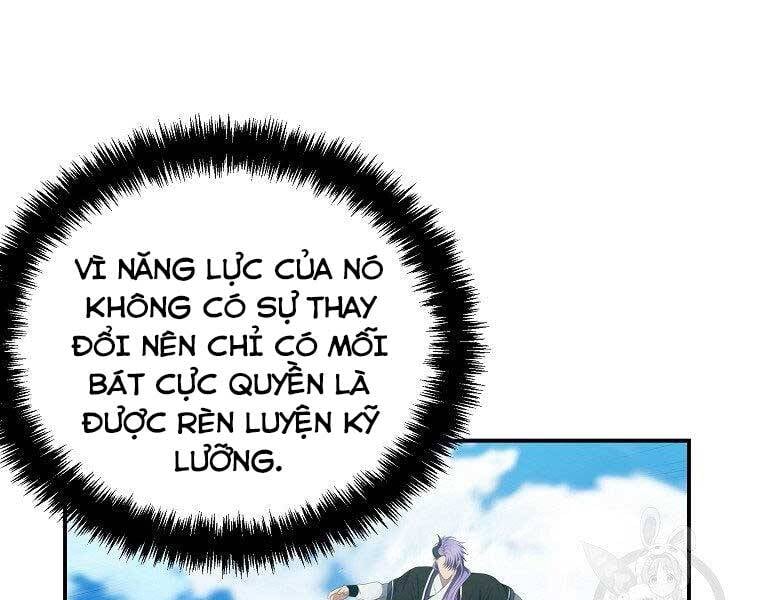 VÌ NĂNG LỰC CỦA NÓ
KHÔNG CÓ SỰ THAY
ĐỔI NÊN CHỈ CÓ MỖI
BÁT CỰC QUYỀN LÀ
ĐƯỢC RÈN LUYỆN KỸ
LƯỠNG.